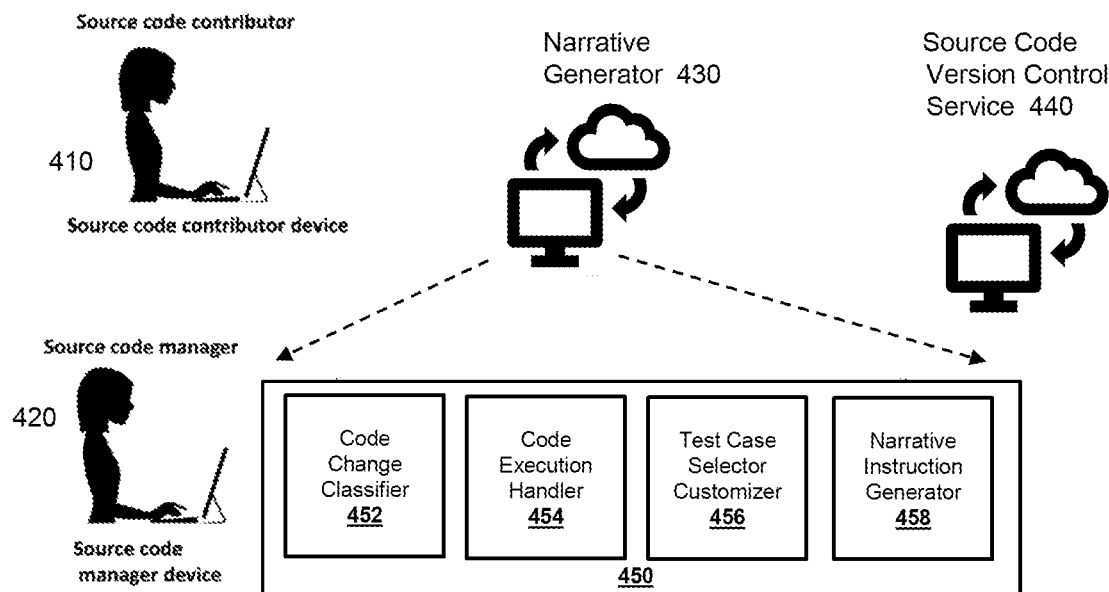 Source code contributor
410
Source code contributor device
Narrative
Generator 430
Source Code
Version Control
Service 440
Source code manager
420
Source code
manager device
Code
Change
Classifier
452
Code
Execution
Handler
454
Test Case
Selector
Customizer
456
Narrative
Instruction
Generator
458
450